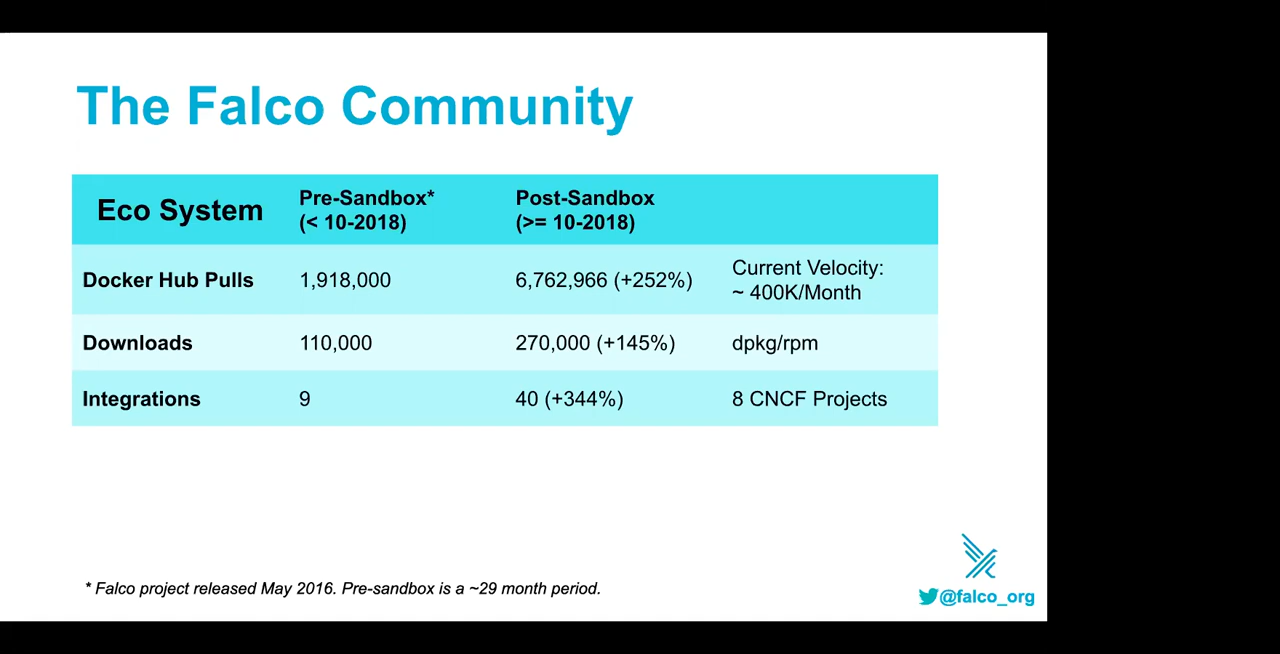 The Falco Community
Eco System
Pre-Sandbox*
(< 10-2018)
Post-Sandbox
(>= 10-2018)
Docker Hub Pulls
1,918,000
6,762,966 (+252%)
Current Velocity:
~ 400K/Month
Downloads
110,000
270,000 (+145%)
dpkg/rpm
Integrations
9
40 (+344%)
8 CNCF Projects
* Falco project released May 2016. Pre-sandbox is a ~29 month period.
@falco_org